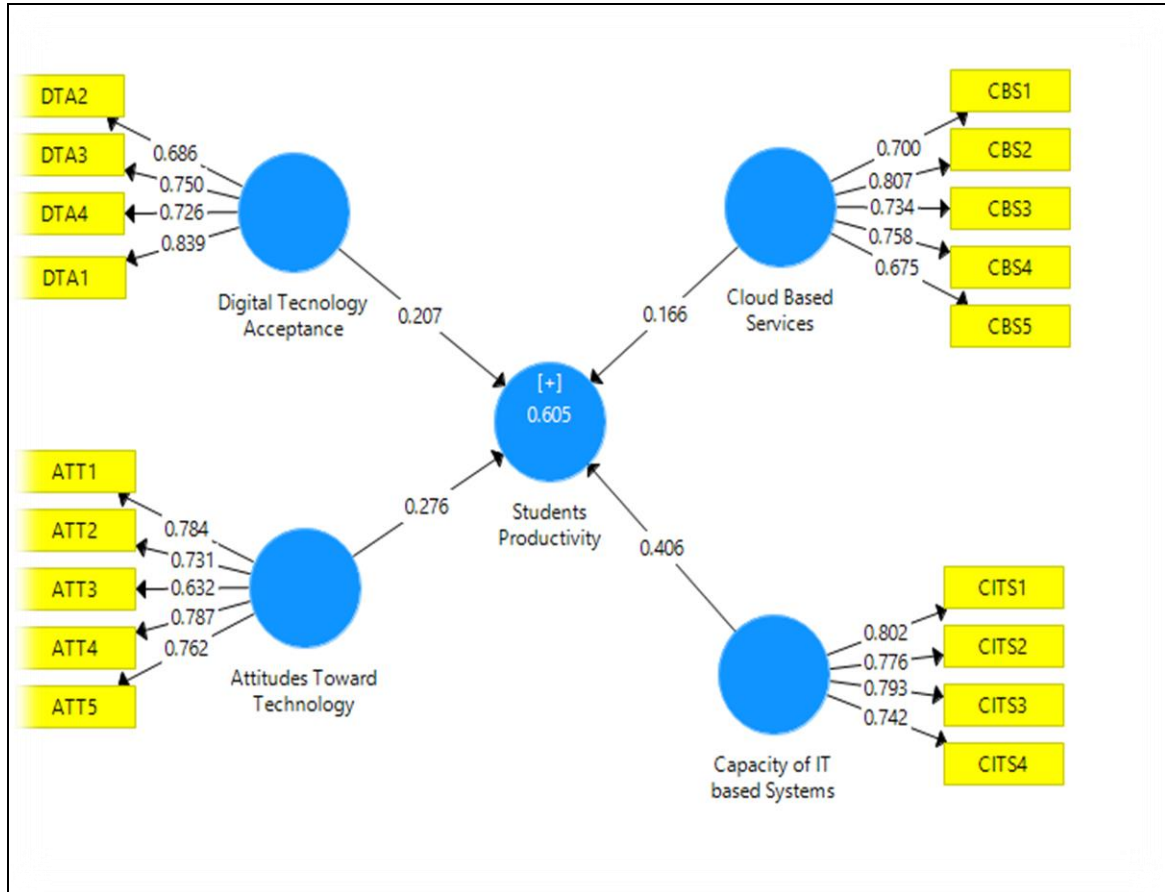 DTA2
DTA3
DTA4
DTA1
0.686
0.750
0.726
0.839
Digital Tecnology
Acceptance
0.207
CBS1
CBS2
CBS3
CBS4
CBS5
0.700
0.807
0.734
0.758
0.675
Cloud Based
Services
0.166
[+]
0.605
Students
Productivity
ATT1
ATT2
ATT3
ATT4
ATT5
0.784
0.731
0.632
0.787
0.762
Attitudes Toward
Technology
0.276
0.406
CITS1
CITS2
CITS3
CITS4
0.802
0.776
0.793
0.742
Capacity of IT
based Systems